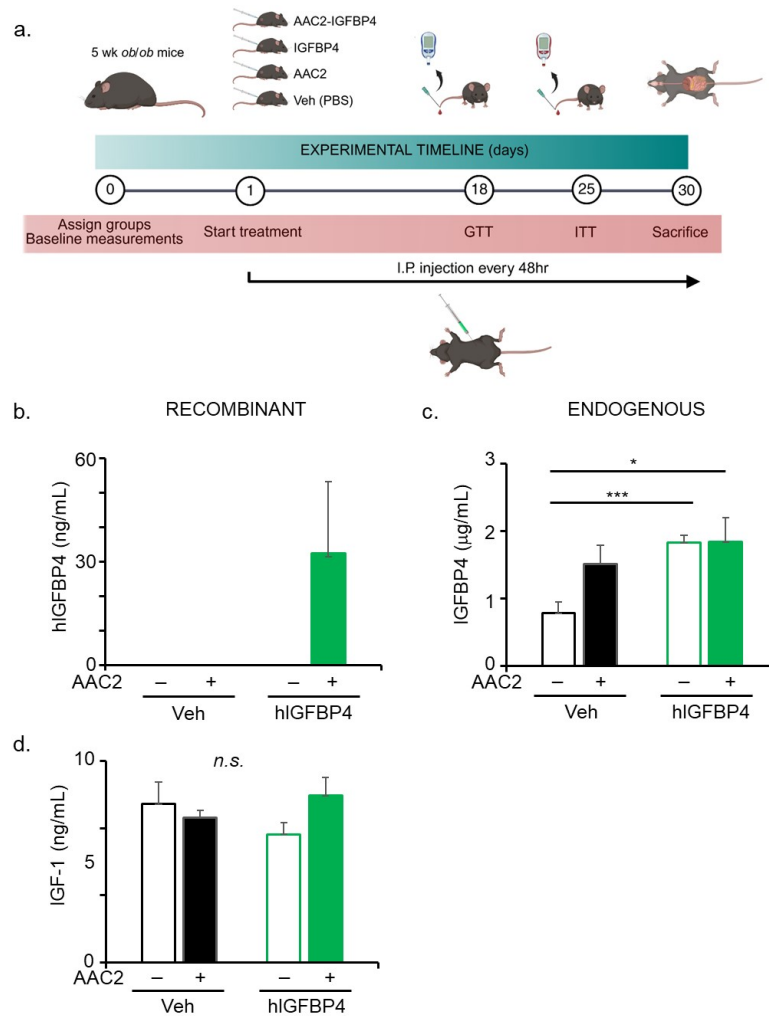 a.
AAC2-IGFBP4
5 wk ob/ob mice
IGFBP4
AAC2
Veh (PBS)
EXPERIMENTAL TIMELINE (days)
0 1 18 25 30
Assign groups
Baseline measurements
Start treatment
GTT
ITT
Sacrifice
I.P. injection every 48hr
b. RECOMBINANT
hIGFBP4 (ng/mL)
60
30
0
AAC2 – + – +
Veh hIGFBP4
c. ENDOGENOUS
IGFBP4 (µg/mL)
3
2
1
0
*
***
AAC2 – + – +
Veh hIGFBP4
d.
IGF-1 (ng/mL)
10
5
0
n.s.
AAC2 – + – +
Veh hIGFBP4